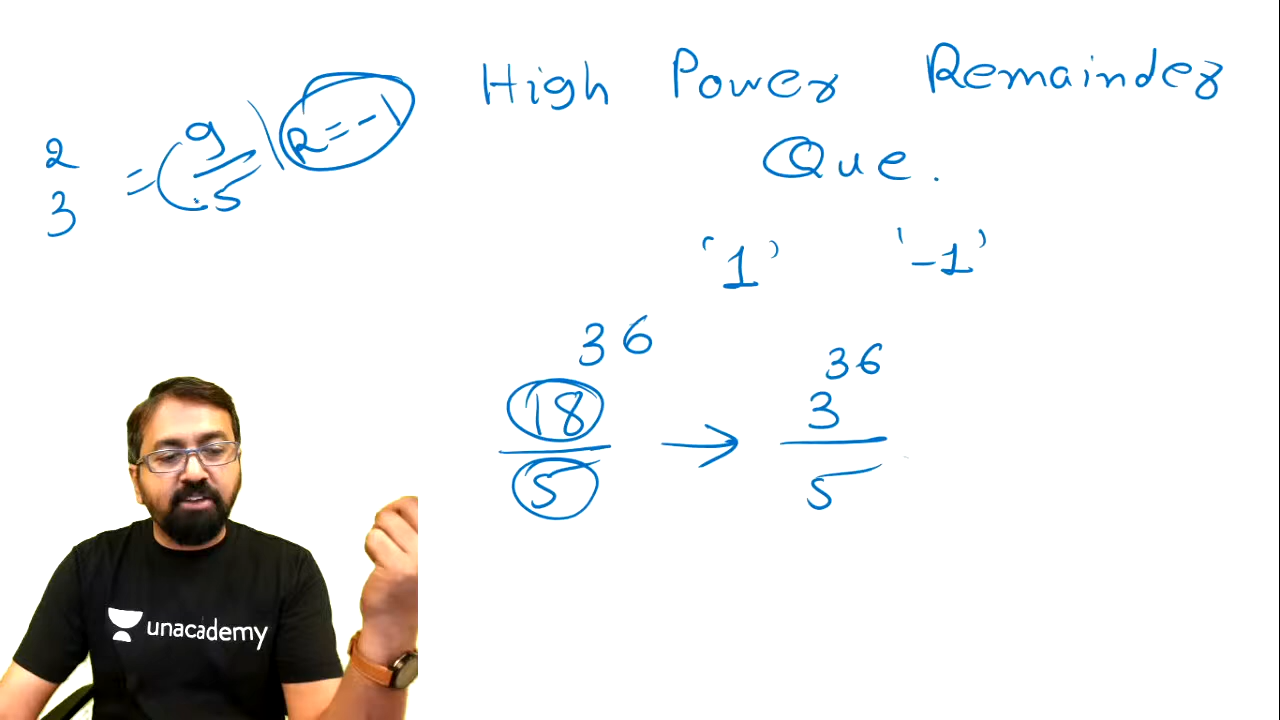 High Power Remainder
Que.
'1' '-1'
2
3 = (9/5) R = -1
18^36 / 5 → 3^36 / 5
unacademy